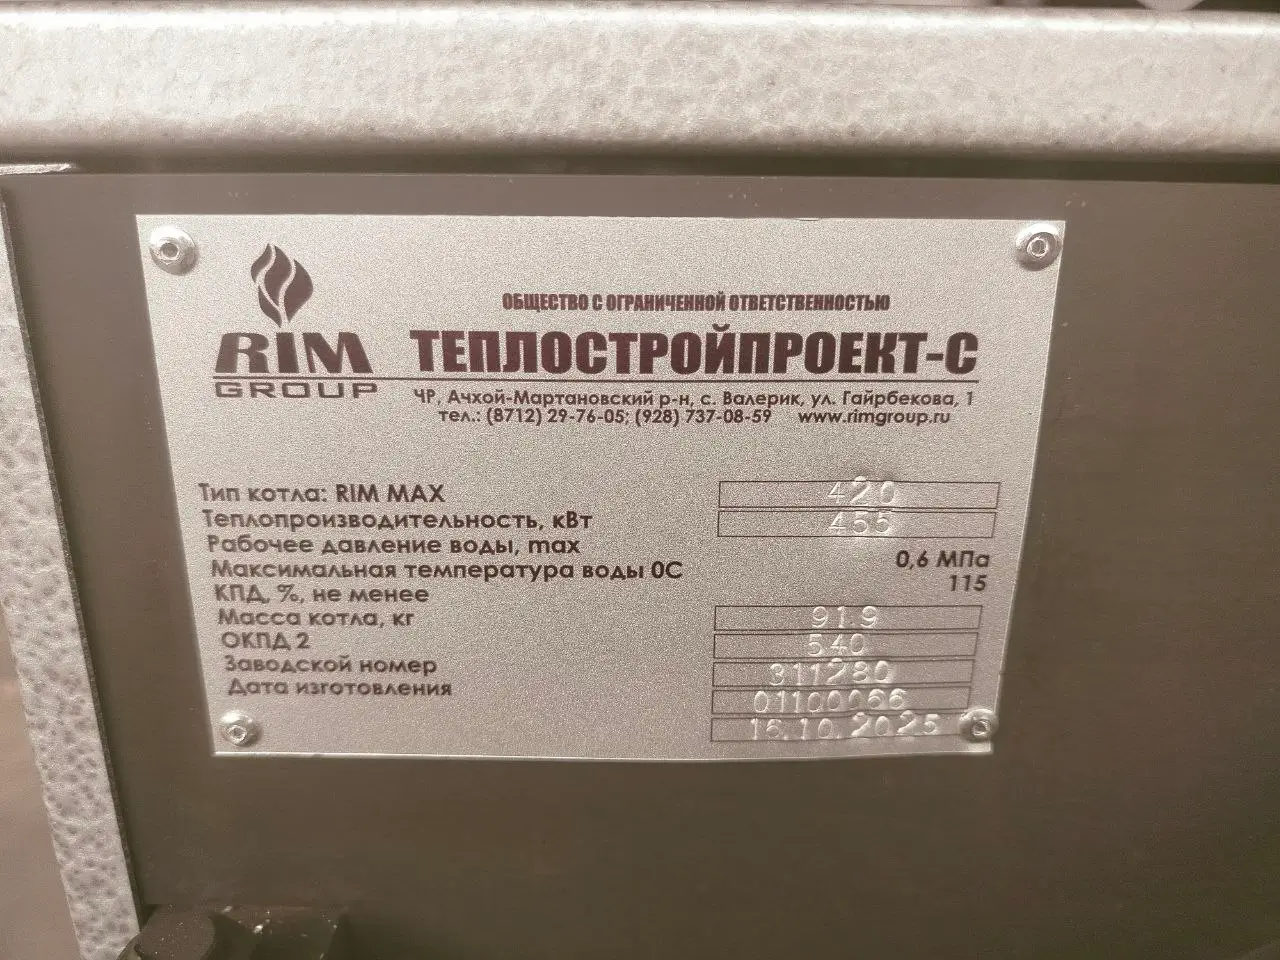 RIM
GROUP
ОБЩЕСТВО С ОГРАНИЧЕННОЙ ОТВЕТСТВЕННОСТЬЮ
ТЕПЛОСТРОЙПРОЕКТ-С
ЧР, Ачхой-Мартановский р-н, с. Валерик, ул. Гайрбекова, 1
тел.: (8712) 29-76-05; (928) 737-08-59 www.rimgroup.ru
Тип котла: RIM MAX 420
Теплопроизводительность, кВт 455
Рабочее давление воды, max 0,6 МПа
Максимальная температура воды 0С 115
КПД, %, не менее 91.9
Масса котла, кг 540
ОКПД 2 311280
Заводской номер 01100066
Дата изготовления 16.10.2025